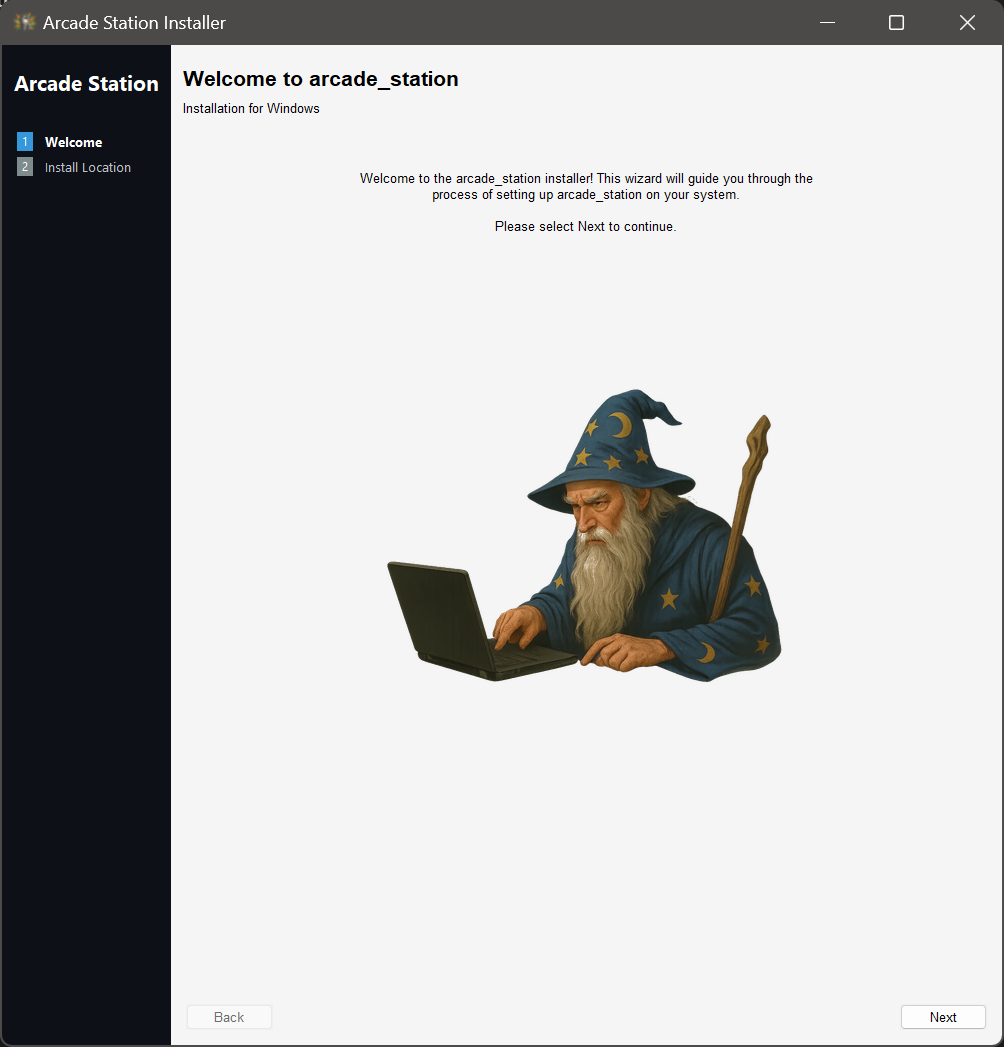 Arcade Station Installer
Arcade Station
1 Welcome
2 Install Location
Welcome to arcade_station
Installation for Windows
Welcome to the arcade_station installer! This wizard will guide you through the
process of setting up arcade_station on your system.
Please select Next to continue.
Back
Next